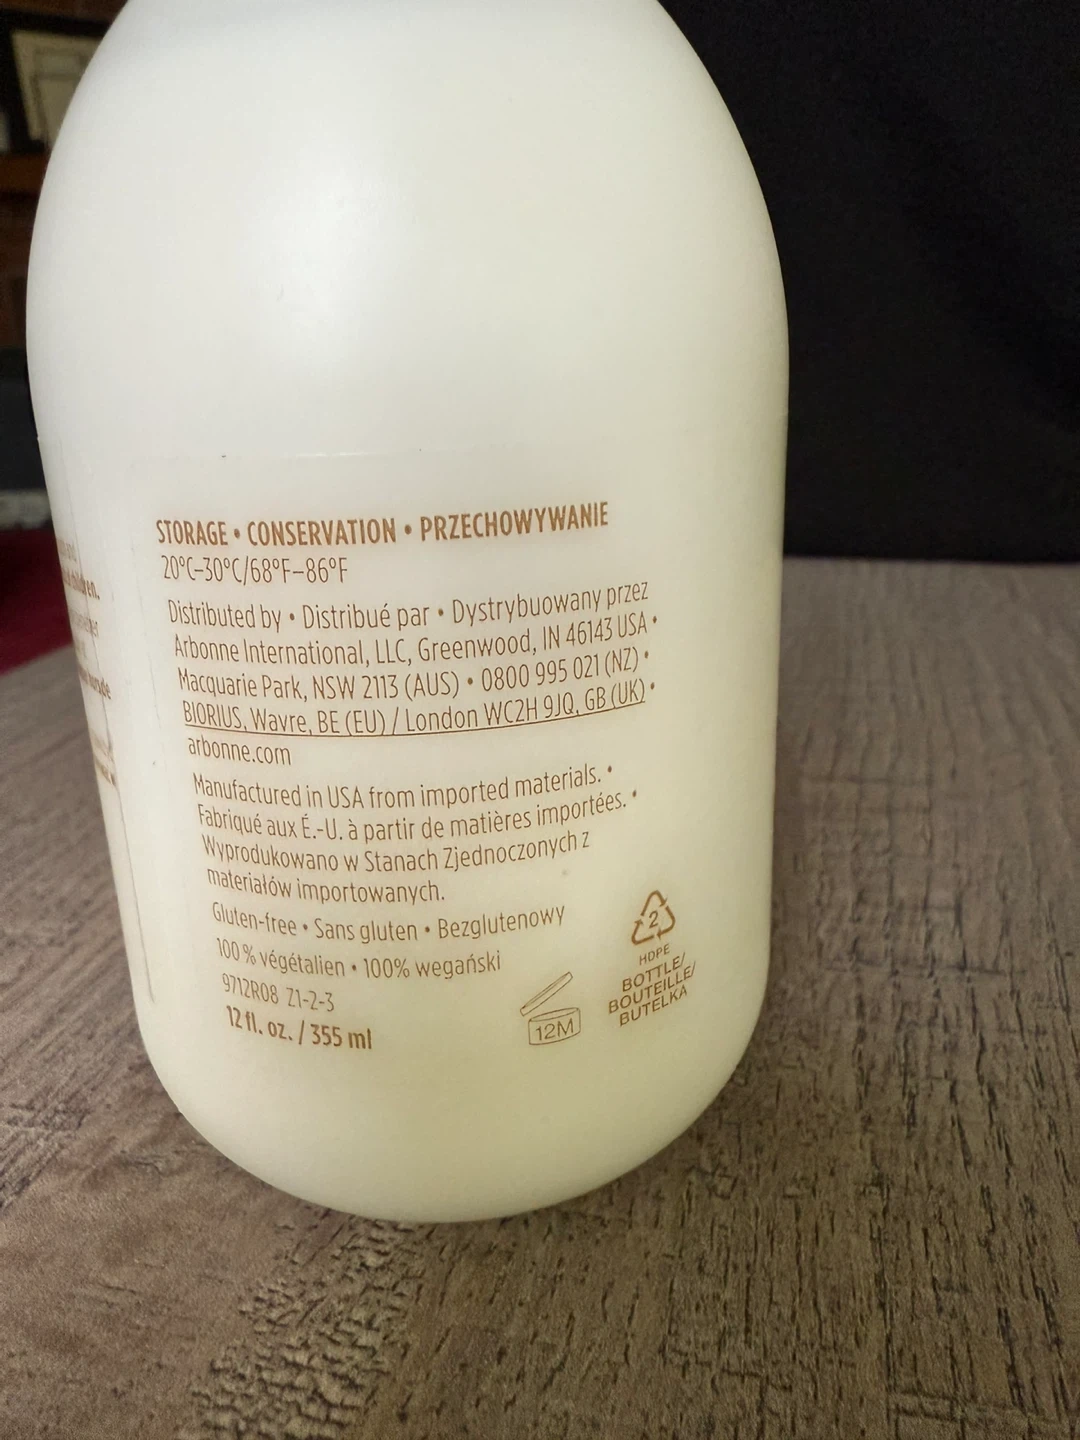 STORAGE • CONSERVATION • PRZECHOWYWANIE
20°C–30°C/68°F–86°F
Distributed by • Distribué par • Dystrybuowany przez
Arbonne International, LLC, Greenwood, IN 46143 USA •
Macquarie Park, NSW 2113 (AUS) • 0800 995 021 (NZ) •
BIORIUS, Wavre, BE (EU) / London WC2H 9JQ, GB (UK) •
arbonne.com
Manufactured in USA from imported materials. •
Fabriqué aux É.-U. à partir de matières importées. •
Wyprodukowano w Stanach Zjednoczonych z
materiałów importowanych.
Gluten-free • Sans gluten • Bezglutenowy
100 % végétalien • 100% wegański
9712R08 Z1-2-3
12 fl. oz. / 355 ml
12M
2
HDPE
BOTTLE/
BOUTEILLE/
BUTELKA